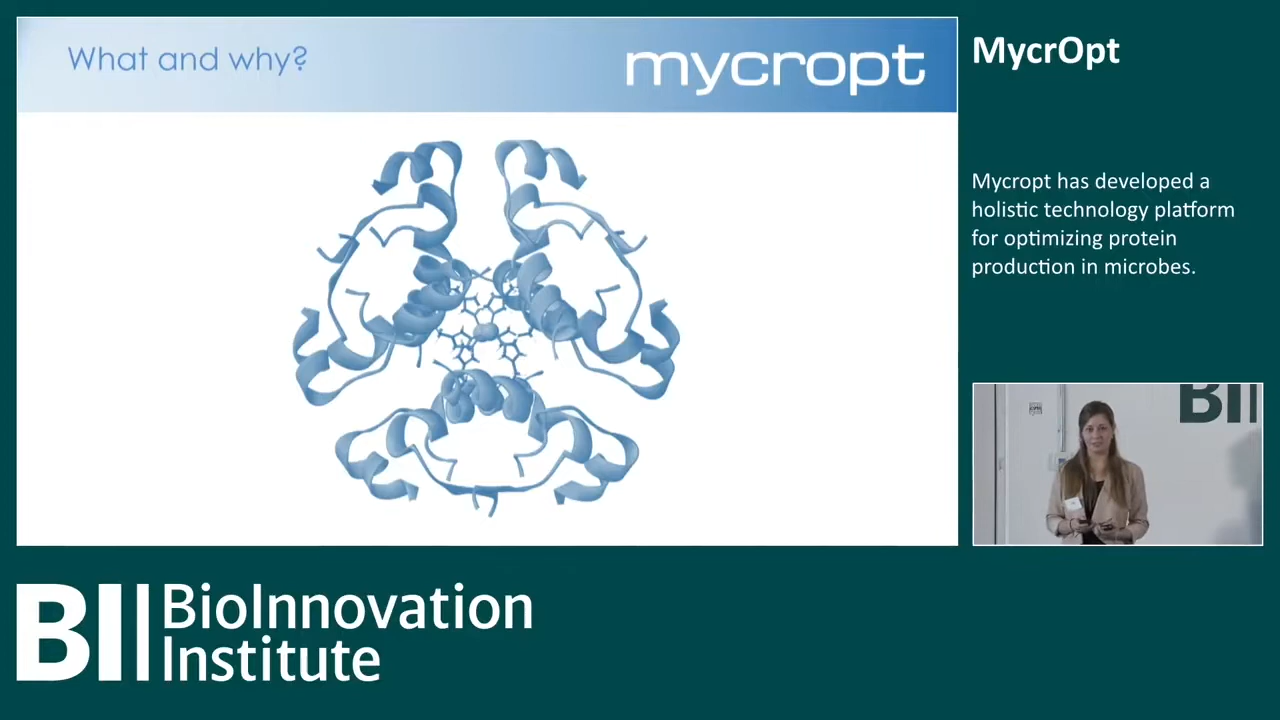 What and why?
mycropt
MycrOpt
Mycropt has developed a
holistic technology platform
for optimizing protein
production in microbes.
BII
BII BioInnovation
Institute